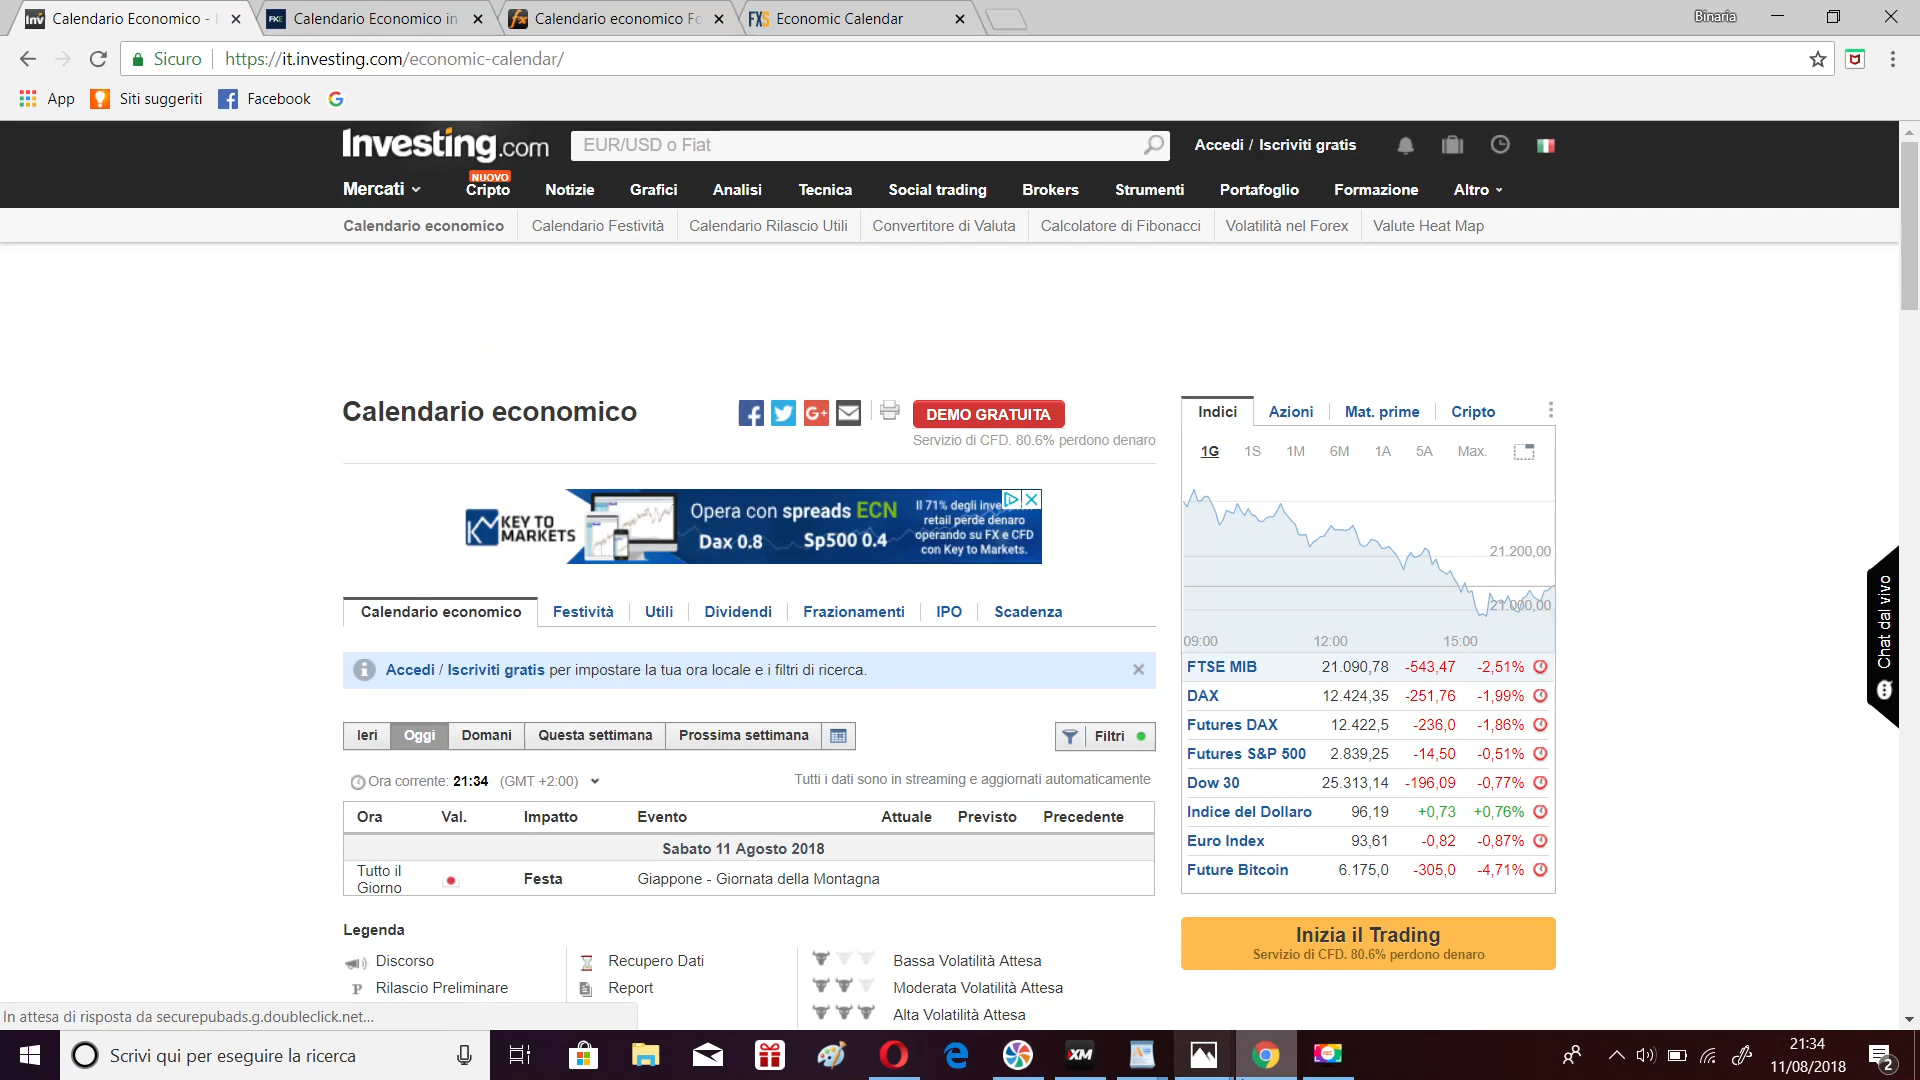 Calendario Economico -
Calendario Economico in
Calendario economico Fo
Economic Calendar
Binaria
Sicuro
https://it.investing.com/economic-calendar/
App
Siti suggeriti
Facebook
Investing.com
EUR/USD o Fiat
Accedi / Iscriviti gratis
NUOVO
Mercati
Cripto
Notizie
Grafici
Analisi
Tecnica
Social trading
Brokers
Strumenti
Portafoglio
Formazione
Altro
Calendario economico
Calendario Festività
Calendario Rilascio Utili
Convertitore di Valuta
Calcolatore di Fibonacci
Volatilità nel Forex
Valute Heat Map
Calendario economico
DEMO GRATUITA
Servizio di CFD. 80.6% perdono denaro
KEY TO
MARKETS
Opera con spreads ECN
Dax 0.8 Sp500 0.4
Il 71% degli inve
retail perde denaro
operando su FX e CFD
con Key to Markets.
Calendario economico
Festività
Utili
Dividendi
Frazionamenti
IPO
Scadenza
Accedi / Iscriviti gratis per impostare la tua ora locale e i filtri di ricerca.
Ieri
Oggi
Domani
Questa settimana
Prossima settimana
Filtri
Ora corrente: 21:34 (GMT +2:00)
Tutti i dati sono in streaming e aggiornati automaticamente
Ora Val. Impatto Evento Attuale Previsto Precedente
Sabato 11 Agosto 2018
Tutto il
Giorno
Festa
Giappone - Giornata della Montagna
Legenda
Discorso
Recupero Dati
Bassa Volatilità Attesa
P Rilascio Preliminare
Report
Moderata Volatilità Attesa
Alta Volatilità Attesa
Indici
Azioni
Mat. prime
Cripto
1G 1S 1M 6M 1A 5A Max.
21.200,00
21.000,00
09:00 12:00 15:00
FTSE MIB 21.090,78 -543,47 -2,51%
DAX 12.424,35 -251,76 -1,99%
Futures DAX 12.422,5 -236,0 -1,86%
Futures S&P 500 2.839,25 -14,50 -0,51%
Dow 30 25.313,14 -196,09 -0,77%
Indice del Dollaro 96,19 +0,73 +0,76%
Euro Index 93,61 -0,82 -0,87%
Future Bitcoin 6.175,0 -305,0 -4,71%
Inizia il Trading
Servizio di CFD. 80.6% perdono denaro
Chat dal vivo
In attesa di risposta da securepubads.g.doubleclick.net...
Scrivi qui per eseguire la ricerca
XM
21:34
11/08/2018
2